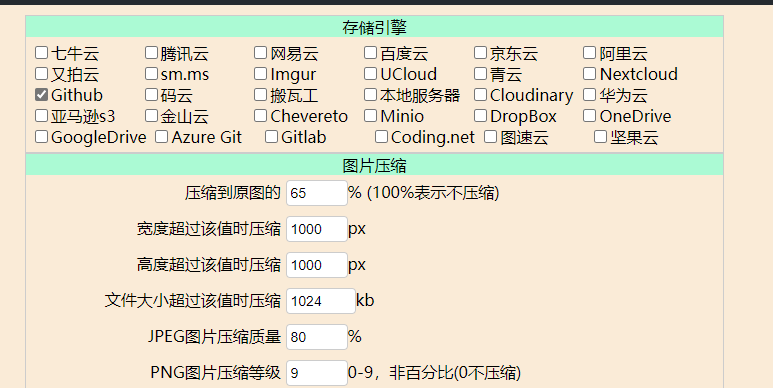 存储引擎
七牛云 腾讯云 网易云 百度云 京东云 阿里云
又拍云 sm.ms Imgur UCloud 青云 Nextcloud
Github 码云 搬瓦工 本地服务器 Cloudinary 华为云
亚马逊s3 金山云 Chevereto Minio DropBox OneDrive
GoogleDrive Azure Git Gitlab Coding.net 图速云 坚果云
图片压缩
压缩到原图的 65 % (100%表示不压缩)
宽度超过该值时压缩 1000 px
高度超过该值时压缩 1000 px
文件大小超过该值时压缩 1024 kb
JPEG图片压缩质量 80 %
PNG图片压缩等级 9 0-9，非百分比(0不压缩)